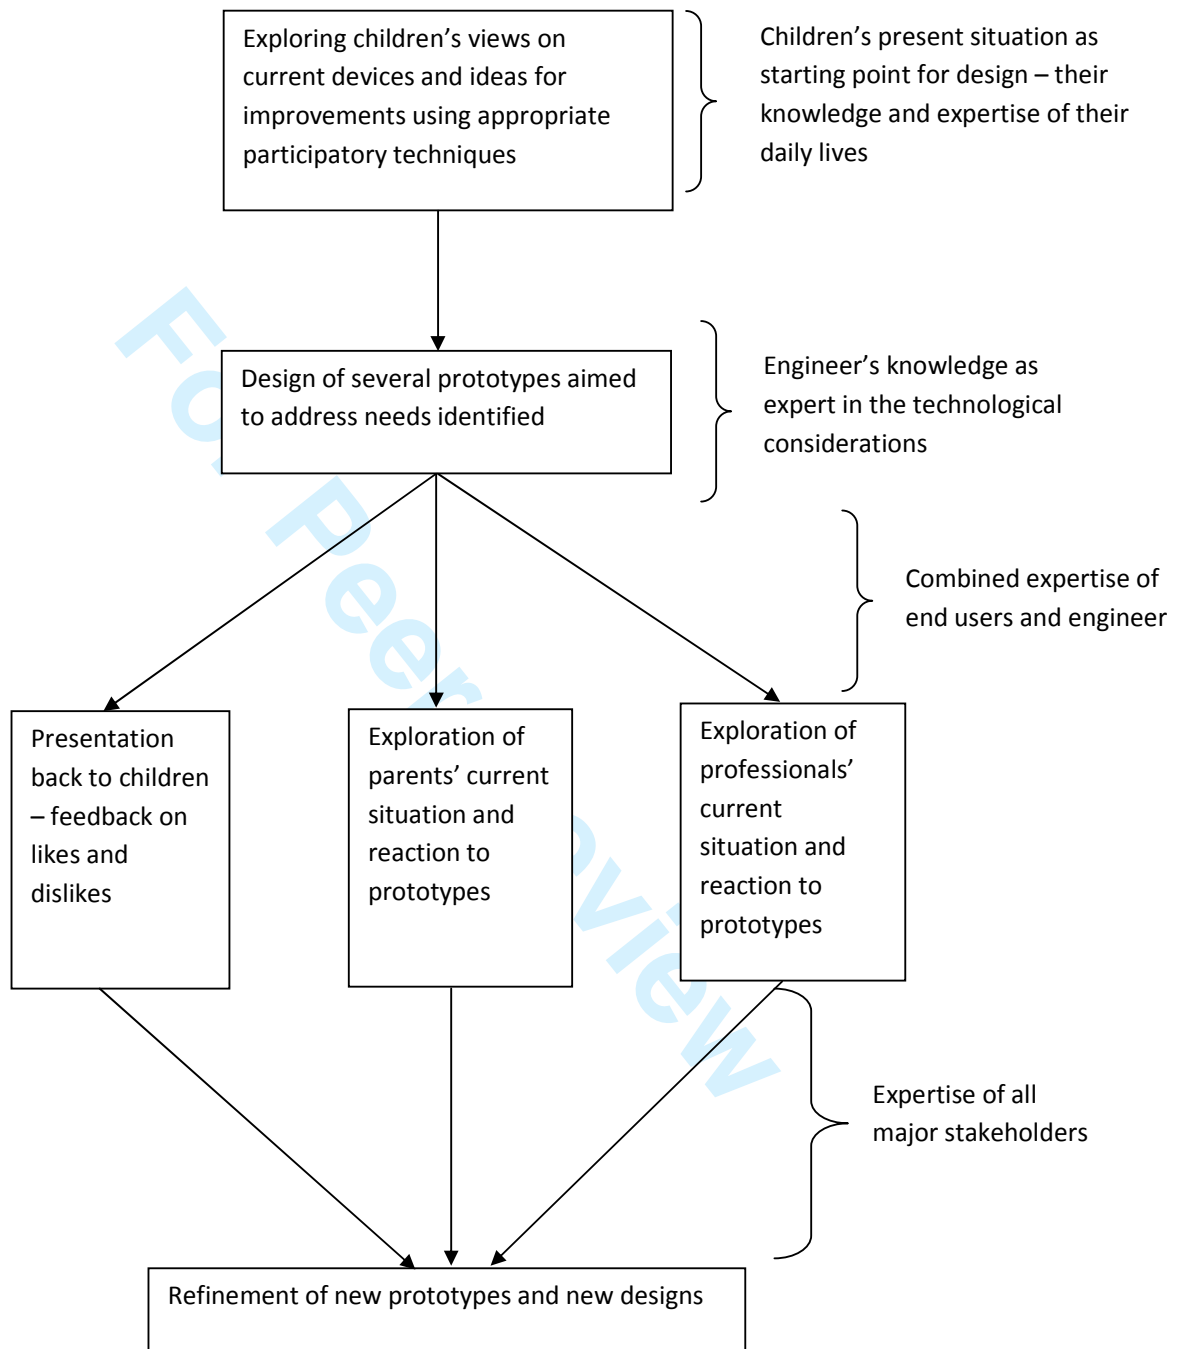 Exploring children’s views on
current devices and ideas for
improvements using appropriate
participatory techniques
Children’s present situation as
starting point for design – their
knowledge and expertise of their
daily lives
Design of several prototypes aimed
to address needs identified
Engineer’s knowledge as
expert in the technological
considerations
Combined expertise of
end users and engineer
Presentation
back to children
– feedback on
likes and
dislikes
Exploration of
parents’ current
situation and
reaction to
prototypes
Exploration of
professionals’
current
situation and
reaction to
prototypes
Expertise of all
major stakeholders
Refinement of new prototypes and new designs
For Peer Review